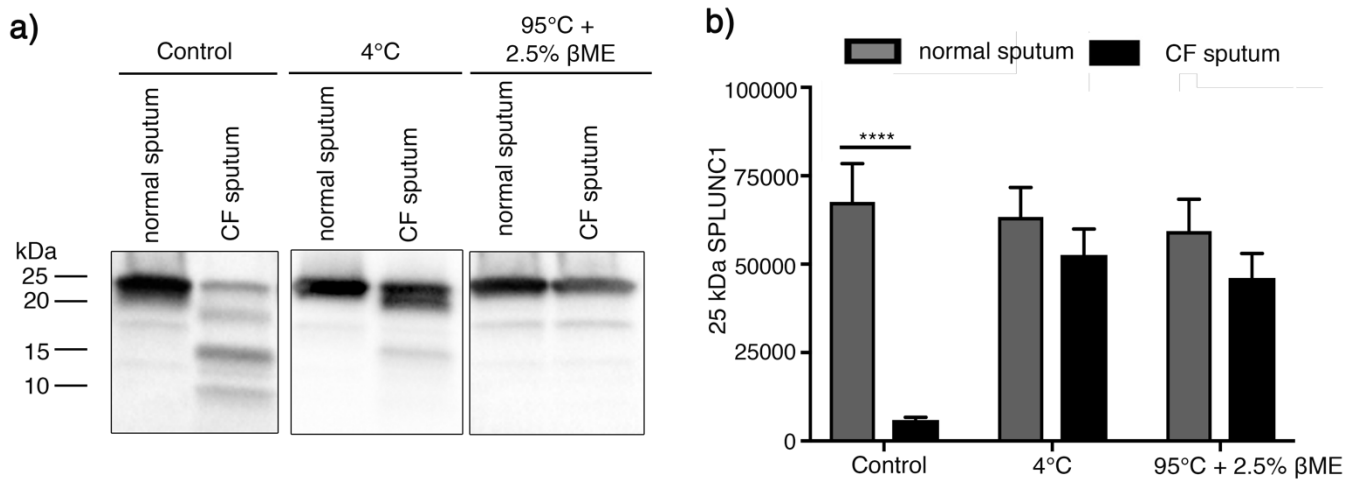 a)
Control
4°C
95°C +
2.5% βME
normal sputum
CF sputum
normal sputum
CF sputum
normal sputum
CF sputum
kDa
25
20
15
10
b)
normal sputum
CF sputum
25 kDa SPLUNC1
100000
75000
50000
25000
0
****
Control
4°C
95°C + 2.5% βME